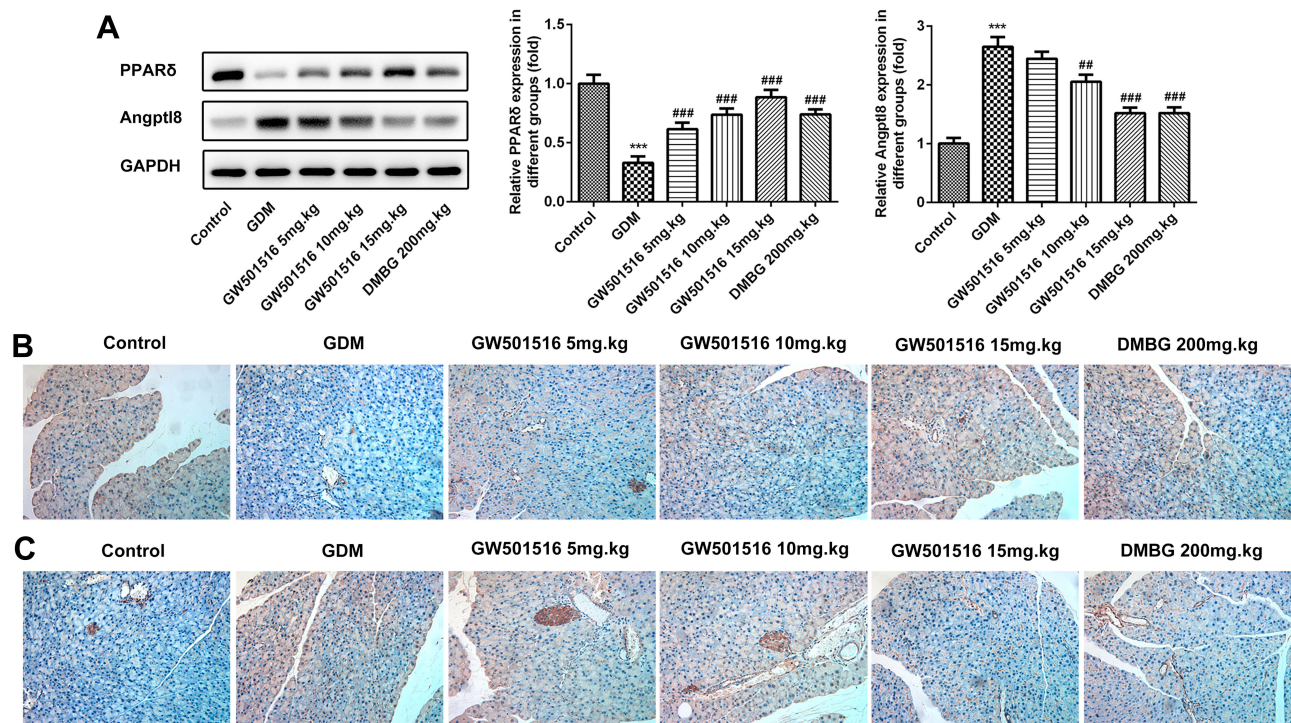 A
PPARδ
Angptl8
GAPDH
Control
GDM
GW501516 5mg.kg
GW501516 10mg.kg
GW501516 15mg.kg
DMBG 200mg.kg
Relative PPARδ expression in
different groups (fold)
1.5
1.0
0.5
0.0
***
###
###
###
###
Control
GDM
GW501516 5mg.kg
GW501516 10mg.kg
GW501516 15mg.kg
DMBG 200mg.kg
Relative Angptl8 expression in
different groups (fold)
3
2
1
0
***
##
###
###
Control
GDM
GW501516 5mg.kg
GW501516 10mg.kg
GW501516 15mg.kg
DMBG 200mg.kg
B
Control
GDM
GW501516 5mg.kg
GW501516 10mg.kg
GW501516 15mg.kg
DMBG 200mg.kg
C
Control
GDM
GW501516 5mg.kg
GW501516 10mg.kg
GW501516 15mg.kg
DMBG 200mg.kg